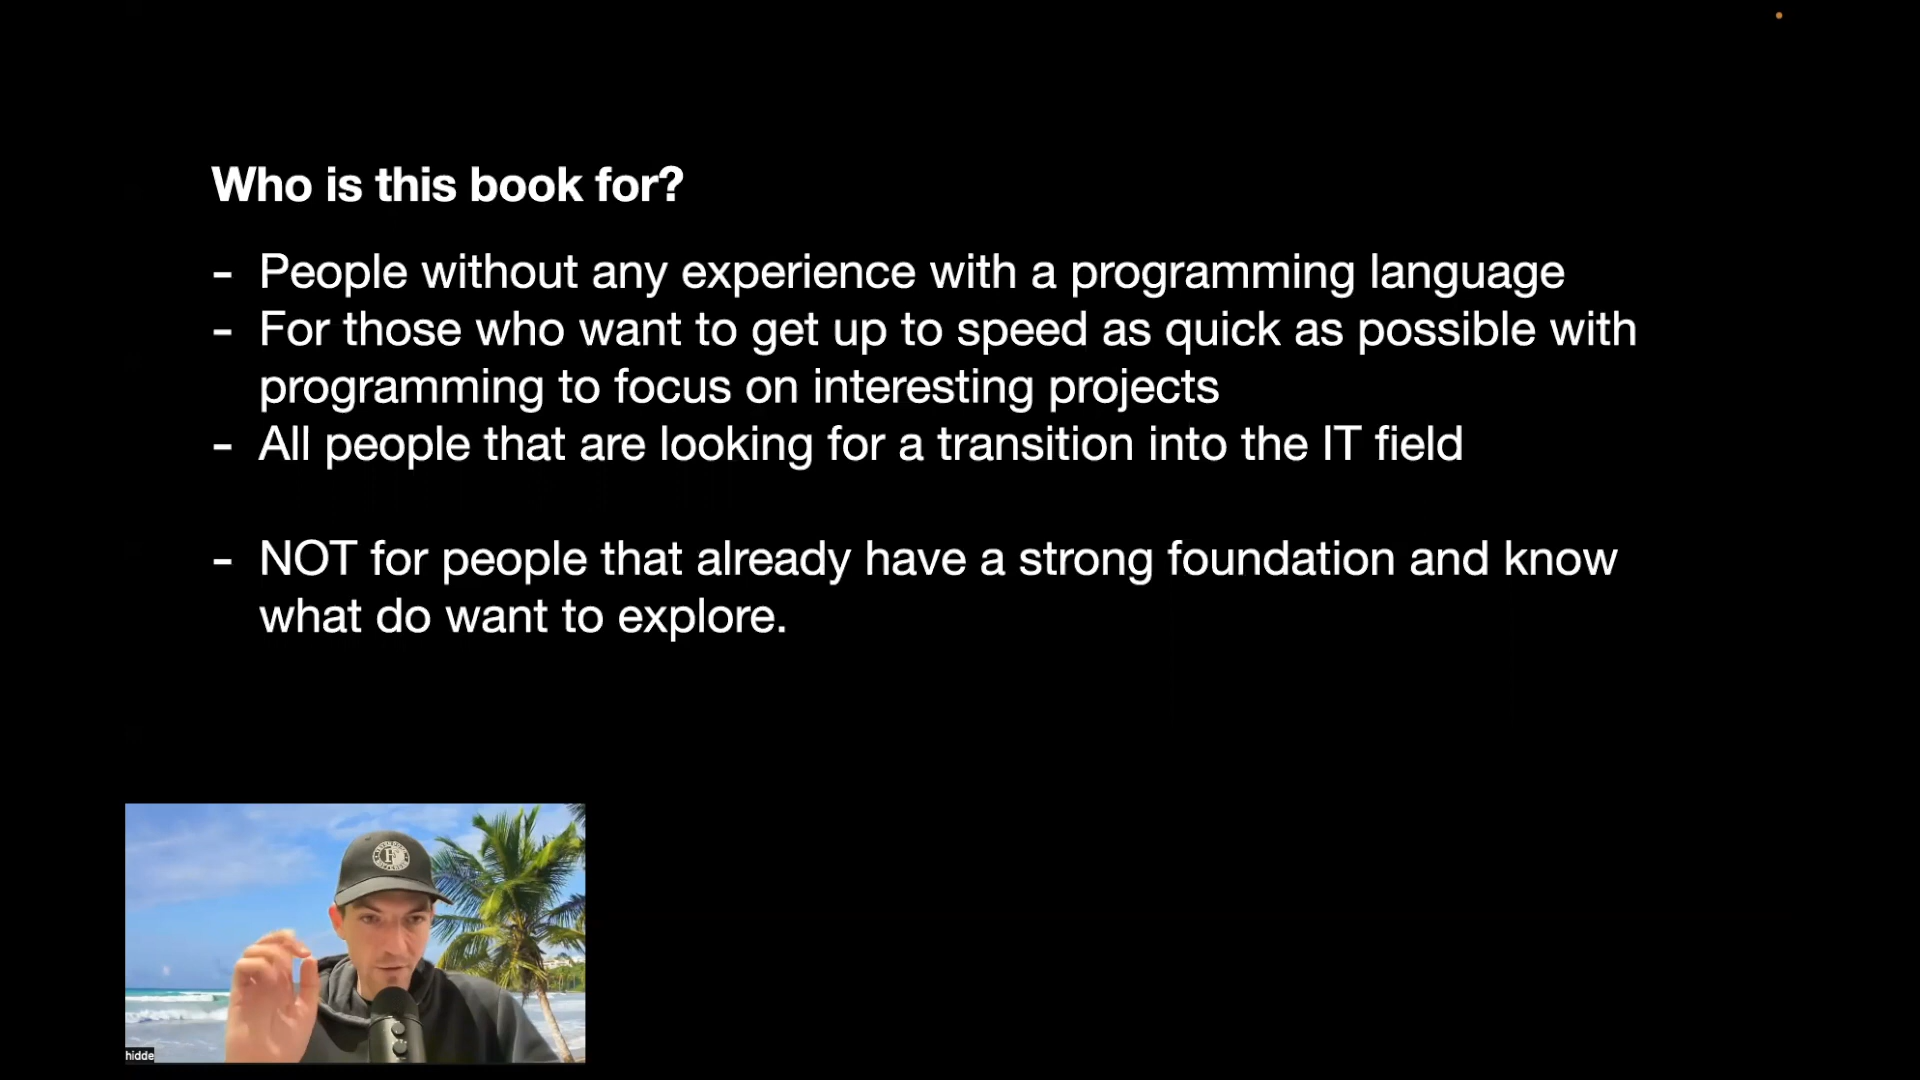 Who is this book for?
- People without any experience with a programming language
- For those who want to get up to speed as quick as possible with
programming to focus on interesting projects
- All people that are looking for a transition into the IT field
- NOT for people that already have a strong foundation and know
what do want to explore.
hidde